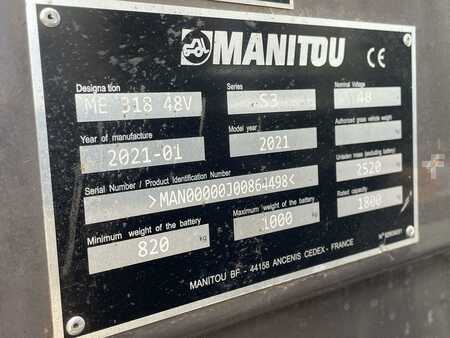 MANITOU CE
Designation Series Nominal Voltage
ME 318 48V S3 48
Year of manufacture Model year Authorized gross vehicle weight
2021-01 2021 kg
Serial Number / Product Identification Number Unladen mass (excluding battery)
>MAN00000J00864498< 2520 kg
Minimum weight of the battery Maximum weight of the battery Rated capacity
820 kg 1000 kg 1800 kg
MANITOU BF - 44158 ANCENIS CEDEX - FRANCE